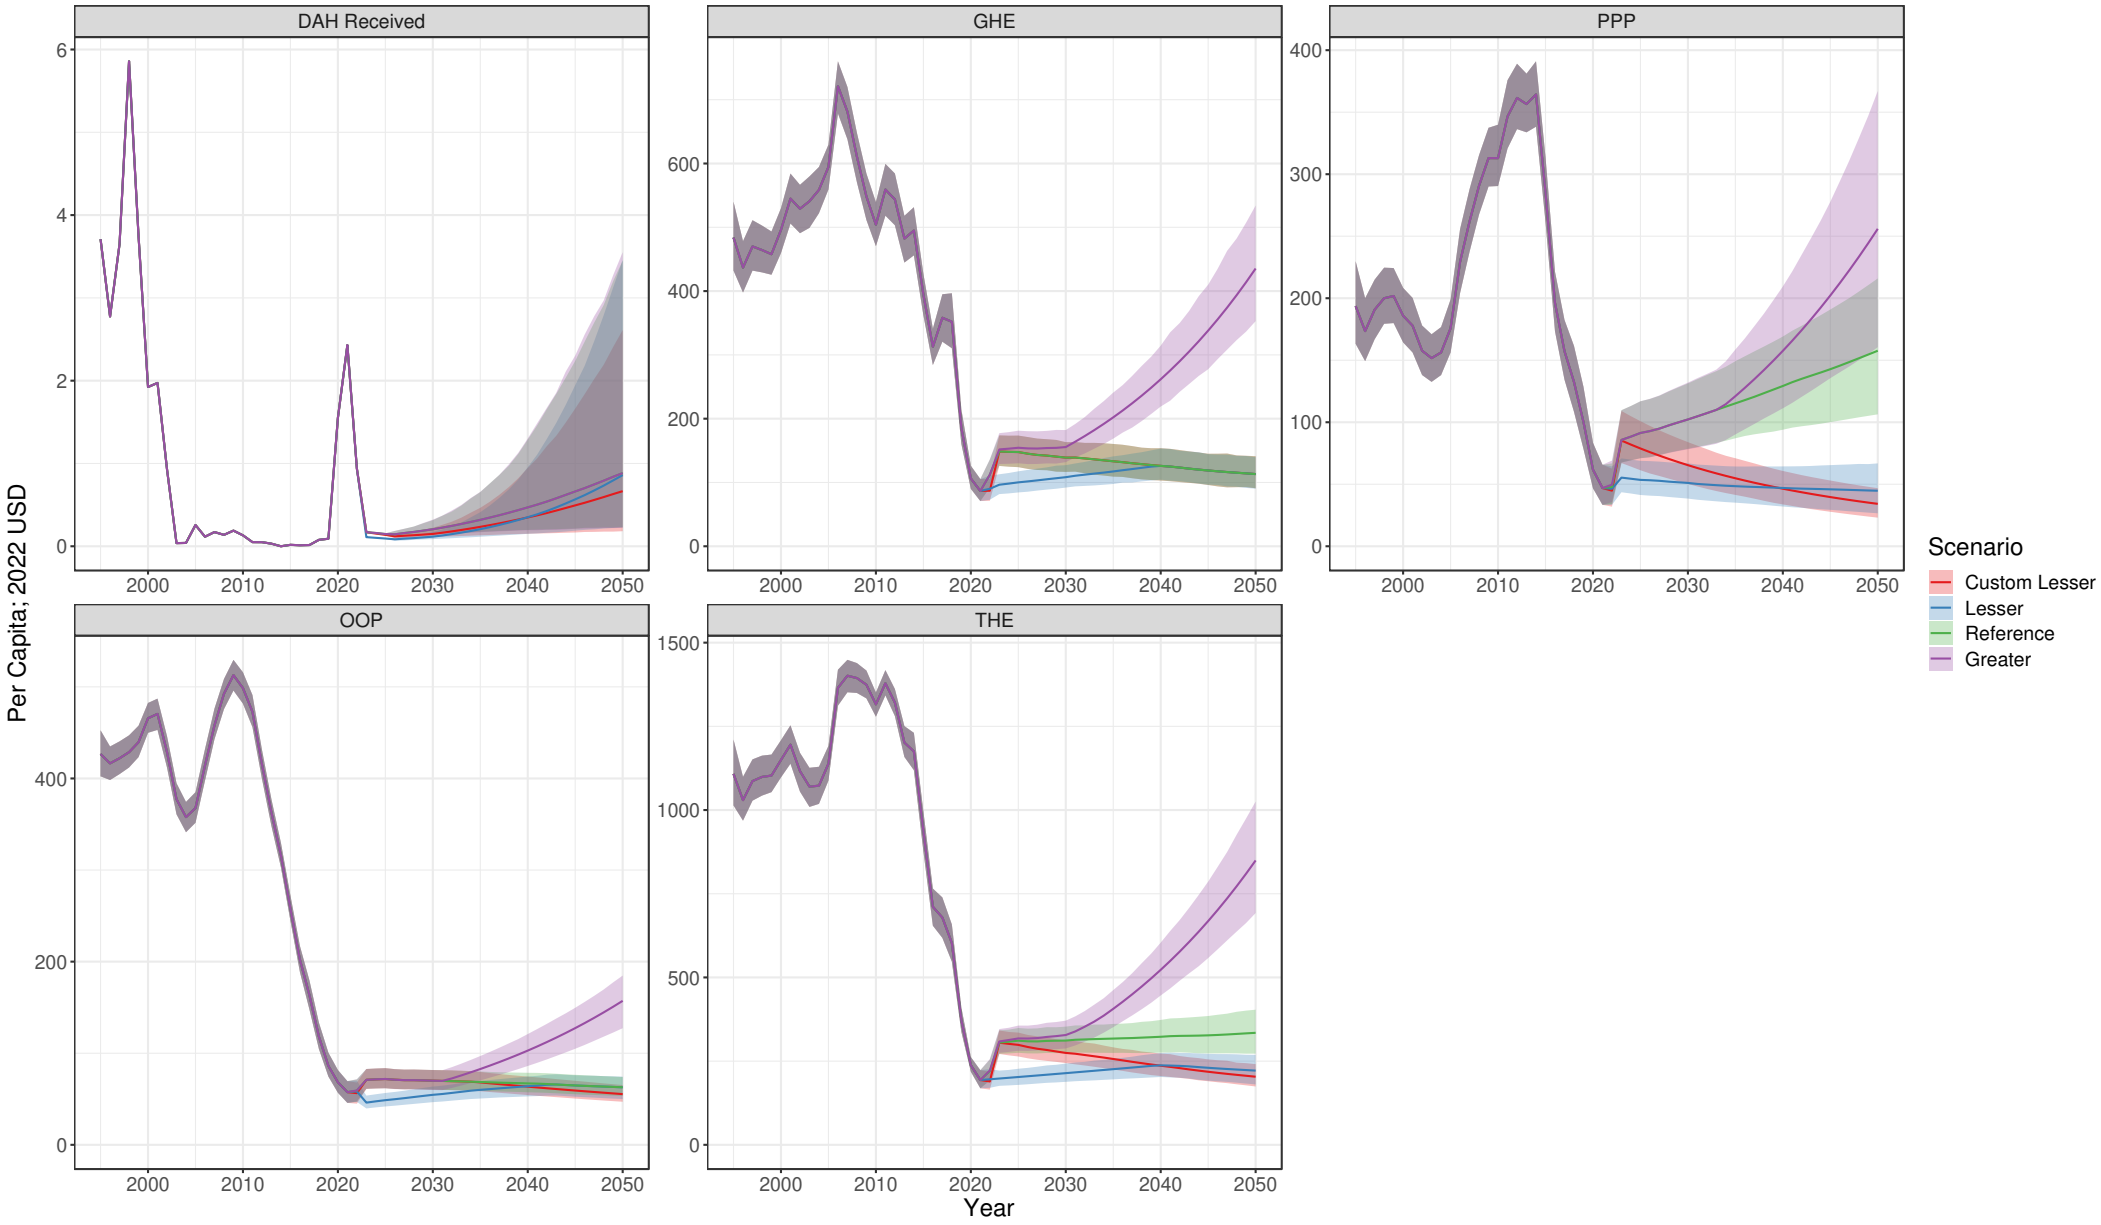 DAH Received
GHE
PPP
6
4
2
0
600
400
200
0
400
300
200
100
0
2000 2010 2020 2030 2040 2050
2000 2010 2020 2030 2040 2050
2000 2010 2020 2030 2040 2050
Per Capita; 2022 USD
OOP
THE
400
200
0
1500
1000
500
0
2000 2010 2020 2030 2040 2050
2000 2010 2020 2030 2040 2050
Year
Scenario
Custom Lesser
Lesser
Reference
Greater